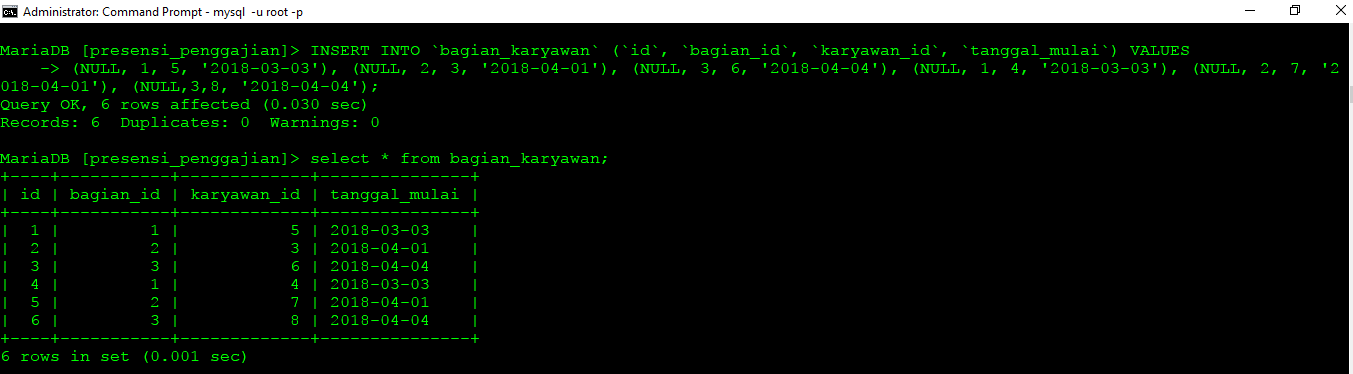 Administrator: Command Prompt - mysql  -u root -p
MariaDB [presensi_penggajian]> INSERT INTO `bagian_karyawan` (`id`, `bagian_id`, `karyawan_id`, `tanggal_mulai`) VALUES
    -> (NULL, 1, 5, '2018-03-03'), (NULL, 2, 3, '2018-04-01'), (NULL, 3, 6, '2018-04-04'), (NULL, 1, 4, '2018-03-03'), (NULL, 2, 7, '2
018-04-01'), (NULL,3,8, '2018-04-04');
Query OK, 6 rows affected (0.030 sec)
Records: 6  Duplicates: 0  Warnings: 0
MariaDB [presensi_penggajian]> select * from bagian_karyawan;
+----+-----------+-------------+---------------+
| id | bagian_id | karyawan_id | tanggal_mulai |
+----+-----------+-------------+---------------+
|  1 |         1 |           5 | 2018-03-03    |
|  2 |         2 |           3 | 2018-04-01    |
|  3 |         3 |           6 | 2018-04-04    |
|  4 |         1 |           4 | 2018-03-03    |
|  5 |         2 |           7 | 2018-04-01    |
|  6 |         3 |           8 | 2018-04-04    |
+----+-----------+-------------+---------------+
6 rows in set (0.001 sec)